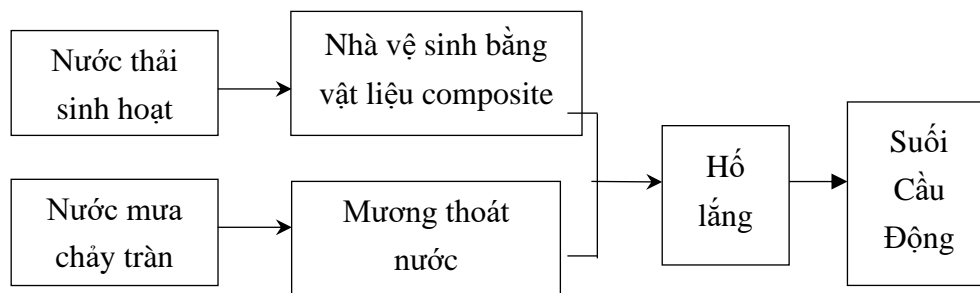 Nước thải
sinh hoạt
Nhà vệ sinh bằng
vật liệu composite
Nước mưa
chảy tràn
Mương thoát
nước
Hố
lắng
Suối
Cầu
Động